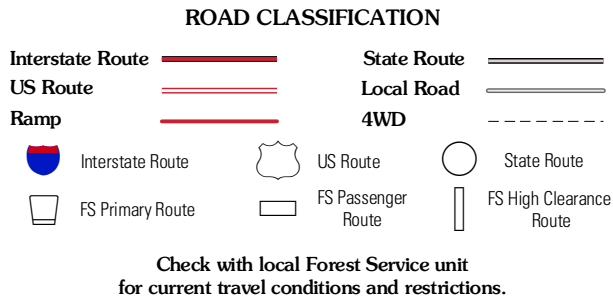 ROAD CLASSIFICATION
Interstate Route
State Route
US Route
Local Road
Ramp
4WD
Interstate Route
US Route
State Route
FS Primary Route
FS Passenger
Route
FS High Clearance
Route
Check with local Forest Service unit
for current travel conditions and restrictions.